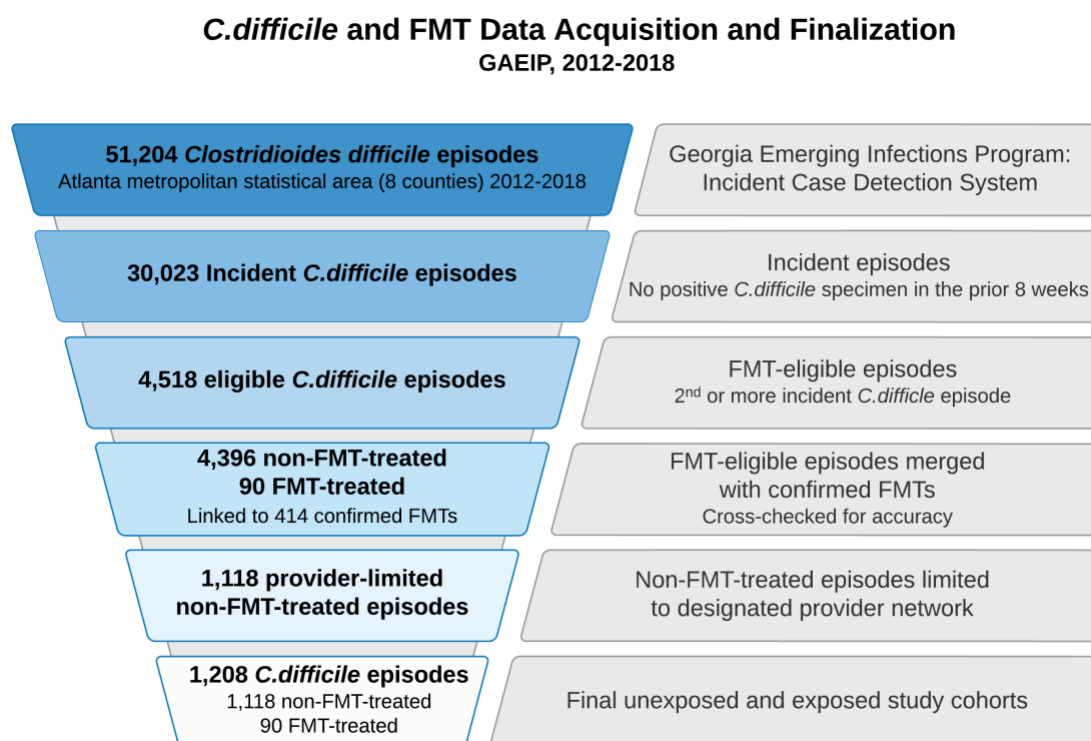 C.difficile and FMT Data Acquisition and Finalization
GAEIP, 2012-2018
51,204 Clostridioides difficile episodes
Atlanta metropolitan statistical area (8 counties) 2012-2018
Georgia Emerging Infections Program:
Incident Case Detection System
30,023 Incident C.difficile episodes
Incident episodes
No positive C.difficile specimen in the prior 8 weeks
4,518 eligible C.difficile episodes
FMT-eligible episodes
2nd or more incident C.difficle episode
4,396 non-FMT-treated
90 FMT-treated
Linked to 414 confirmed FMTs
FMT-eligible episodes merged
with confirmed FMTs
Cross-checked for accuracy
1,118 provider-limited
non-FMT-treated episodes
Non-FMT-treated episodes limited
to designated provider network
1,208 C.difficile episodes
1,118 non-FMT-treated
90 FMT-treated
Final unexposed and exposed study cohorts